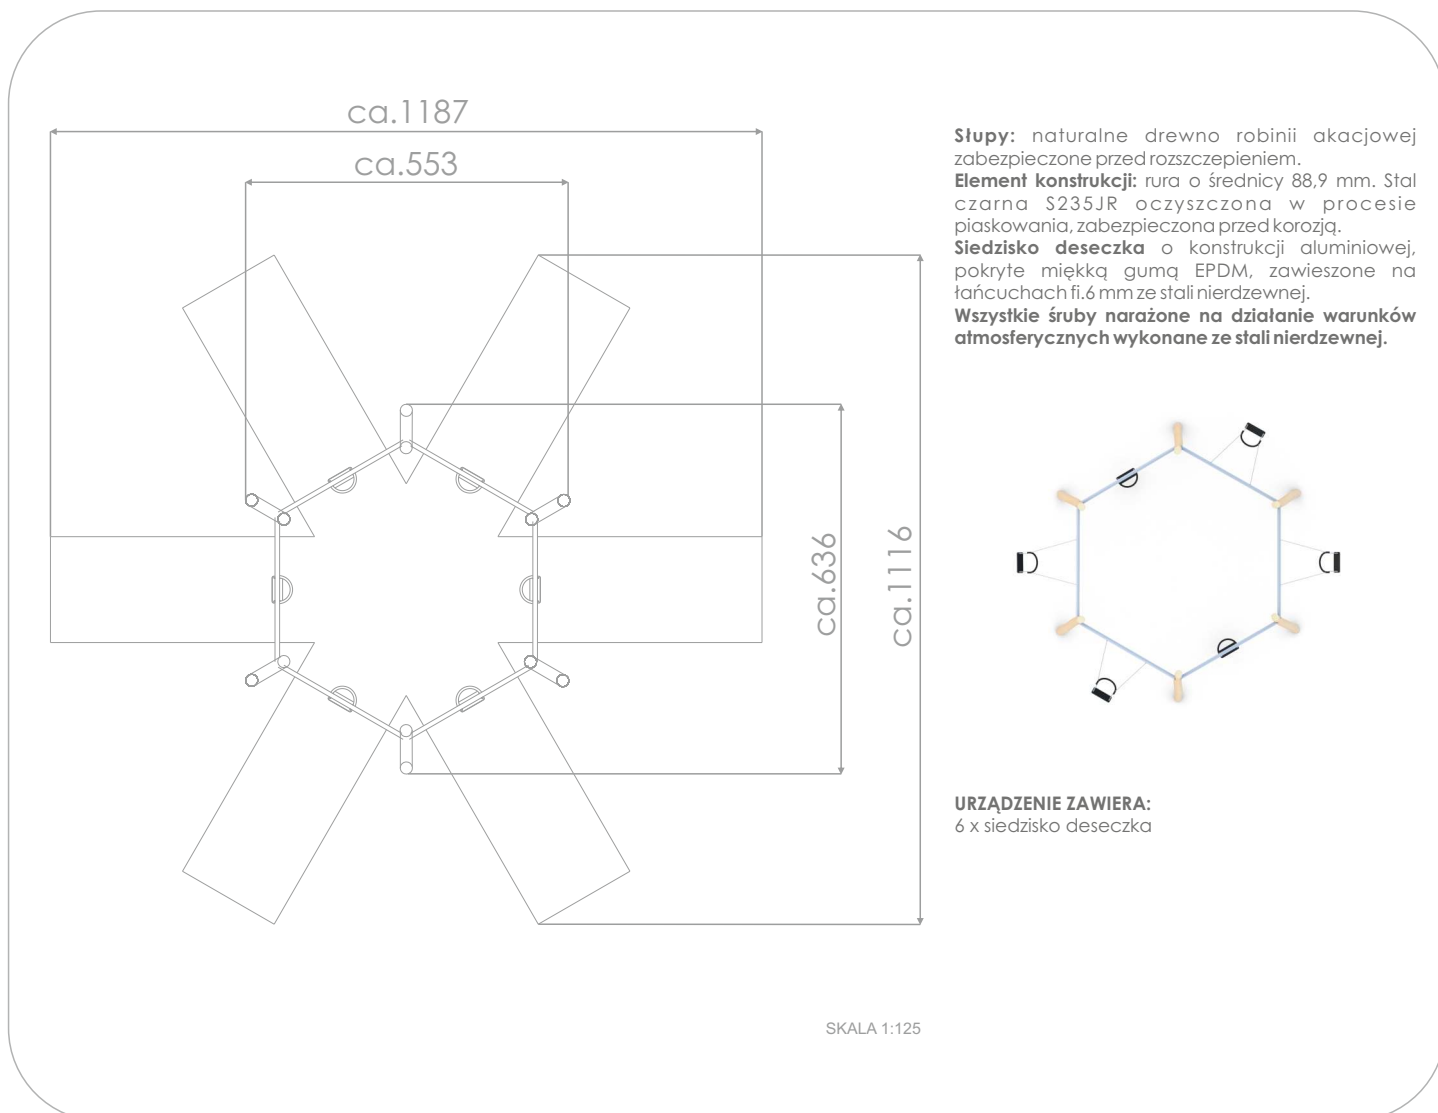 ca.1187
ca.553
ca.636
ca.1116
Słupy: naturalne drewno robinii akacjowej
zabezpieczone przed rozszczepieniem.
Element konstrukcji: rura o średnicy 88,9 mm. Stal
czarna S235JR oczyszczona w procesie
piaskowania, zabezpieczona przed korozją.
Siedzisko deseczka o konstrukcji aluminiowej,
pokryte miękką gumą EPDM, zawieszone na
łańcuchach fi.6 mm ze stali nierdzewnej.
Wszystkie śruby narażone na działanie warunków
atmosferycznych wykonane ze stali nierdzewnej.
URZĄDZENIE ZAWIERA:
6 x siedzisko deseczka
SKALA 1:125